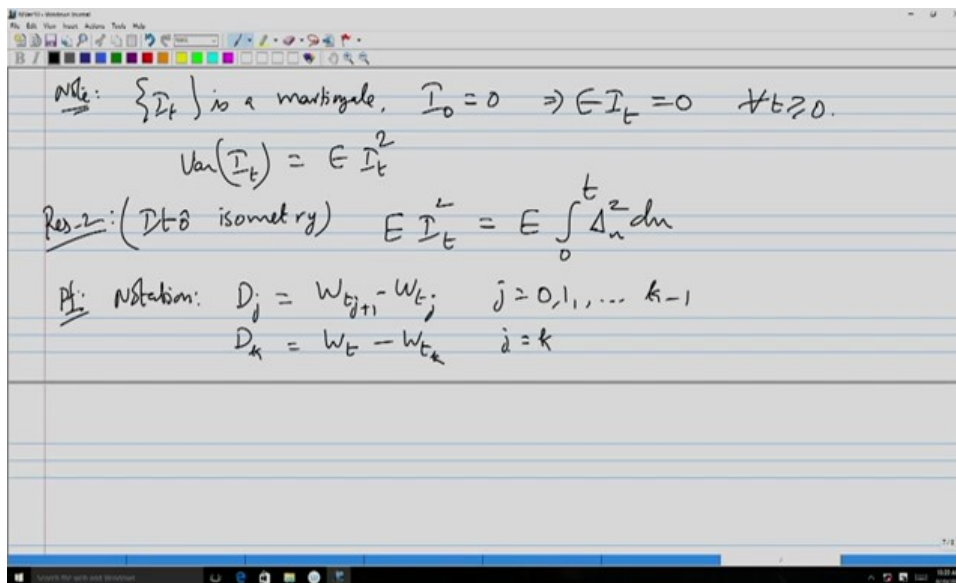 Note: {I_t} is a martingale, I_0 = 0 ⇒ E I_t = 0 ∀ t ≥ 0.
Var(I_t) = E I_t^2
Res-2: (Itô isometry) E I_t^2 = E ∫_0^t Δ_u^2 du
Pf: Notation: D_j = W_{t_{j+1}} - W_{t_j} j = 0, 1, ... k-1
D_k = W_t - W_{t_k} j = k